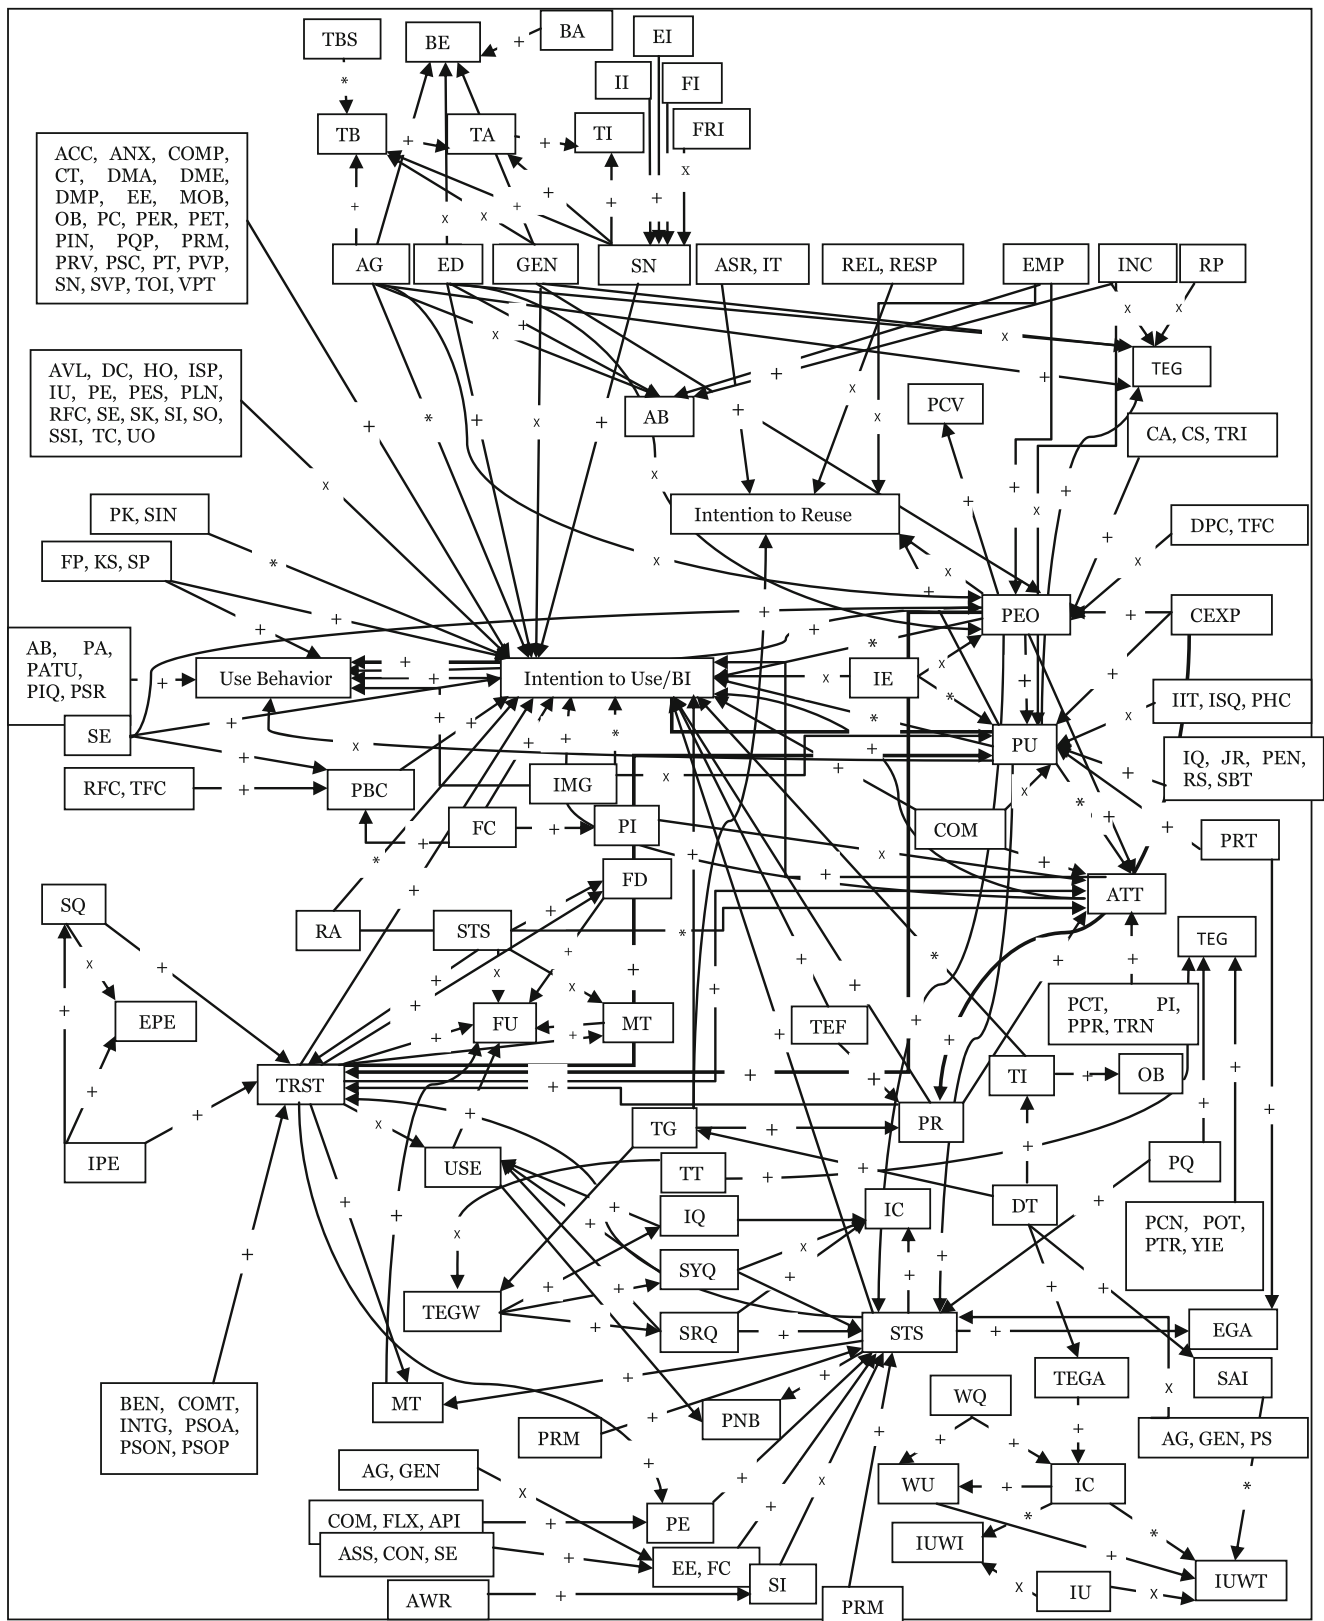 TBS
BE
BA
EI
II
FI
TB
TA
TI
FRI
ACC, ANX, COMP,
CT, DMA, DME,
DMP, EE, MOB,
OB, PC, PER, PET,
PIN, PQP, PRM,
PRV, PSC, PT, PVP,
SN, SVP, TOI, VPT
AG
ED
GEN
SN
ASR, IT
REL, RESP
EMP
INC
RP
TEG
AVL, DC, HO, ISP,
IU, PE, PES, PLN,
RFC, SE, SK, SI, SO,
SSI, TC, UO
AB
PCV
CA, CS, TRI
PK, SIN
Intention to Reuse
DPC, TFC
FP, KS, SP
PEO
CEXP
AB, PA,
PATU,
PIQ, PSR
Use Behavior
Intention to Use/BI
IE
IIT, ISQ, PHC
SE
PU
IQ, JR, PEN,
RS, SBT
RFC, TFC
PBC
IMG
FC
PI
COM
PRT
FD
ATT
SQ
RA
STS
TEG
EPE
FU
MT
TEF
PCT, PI,
PPR, TRN
TRST
TI
OB
TG
PR
IPE
USE
TT
PQ
IQ
IC
DT
PCN, POT,
PTR, YIE
SYQ
TEGW
SRQ
STS
EGA
TEGA
SAI
BEN, COMT,
INTG, PSOA,
PSON, PSOP
MT
PNB
WQ
PRM
AG, GEN, PS
AG, GEN
WU
IC
COM, FLX, API
PE
ASS, CON, SE
IUWI
EE, FC
SI
IUWT
AWR
PRM
IU